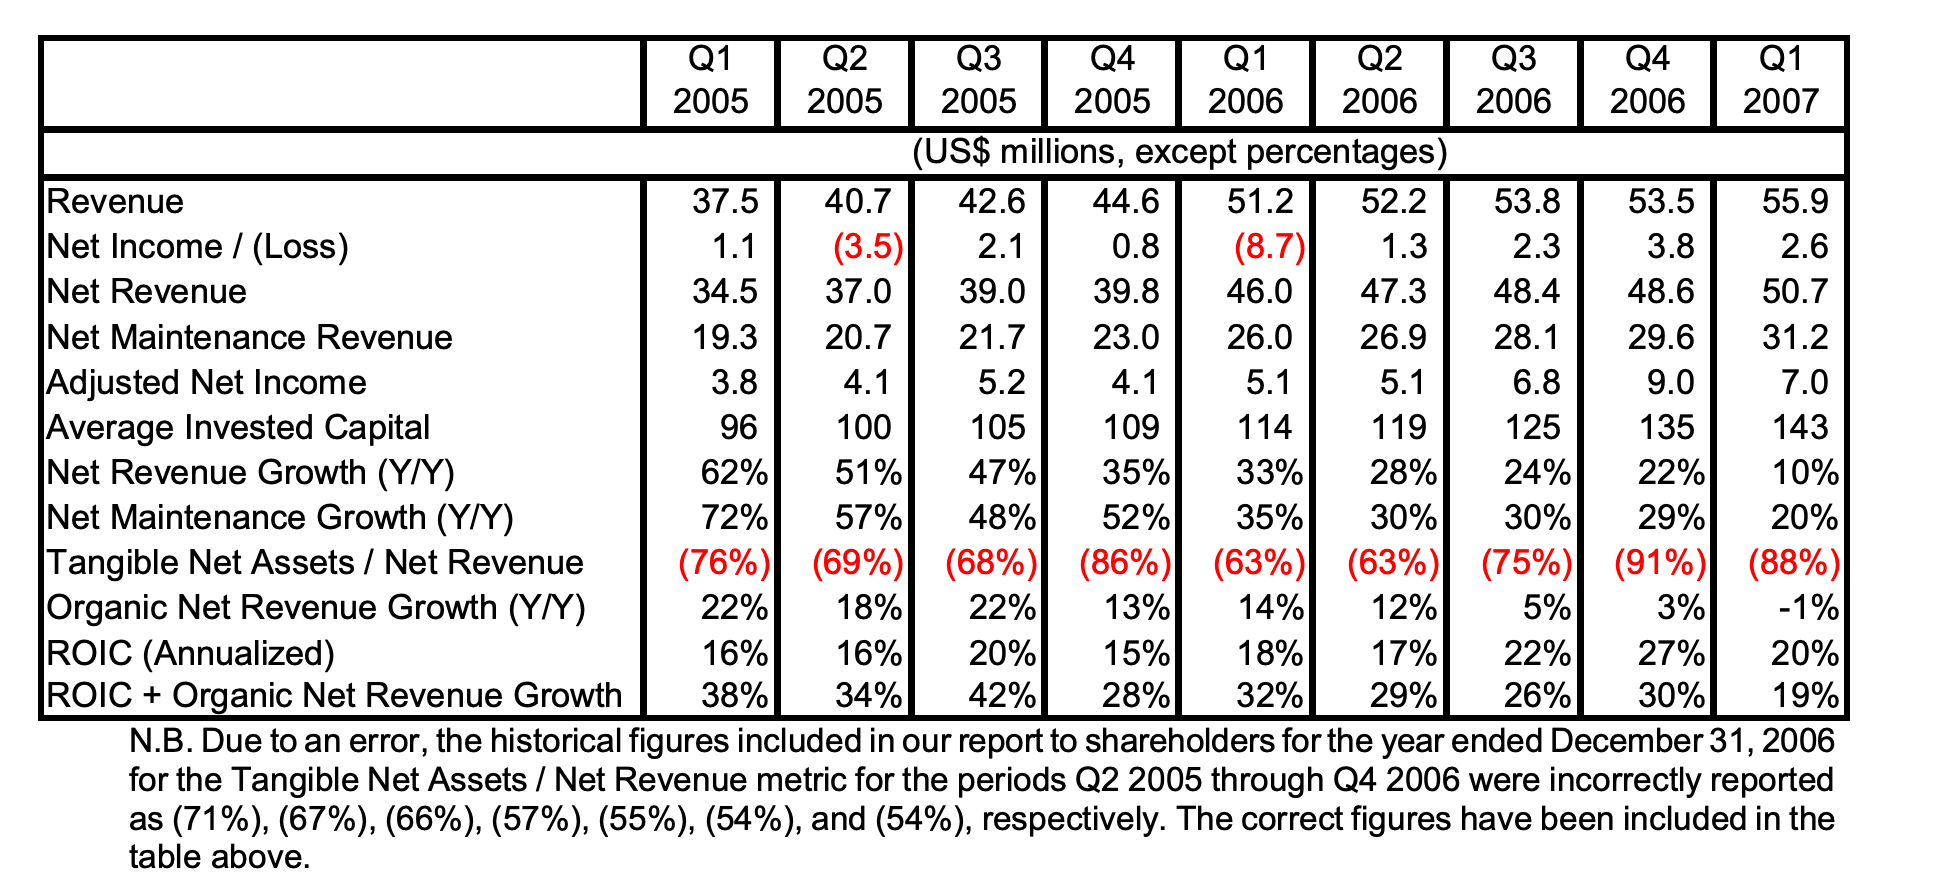 Q1 Q2 Q3 Q4 Q1 Q2 Q3 Q4 Q1
2005 2005 2005 2005 2006 2006 2006 2006 2007
(US$ millions, except percentages)
Revenue 37.5 40.7 42.6 44.6 51.2 52.2 53.8 53.5 55.9
Net Income / (Loss) 1.1 (3.5) 2.1 0.8 (8.7) 1.3 2.3 3.8 2.6
Net Revenue 34.5 37.0 39.0 39.8 46.0 47.3 48.4 48.6 50.7
Net Maintenance Revenue 19.3 20.7 21.7 23.0 26.0 26.9 28.1 29.6 31.2
Adjusted Net Income 3.8 4.1 5.2 4.1 5.1 5.1 6.8 9.0 7.0
Average Invested Capital 96 100 105 109 114 119 125 135 143
Net Revenue Growth (Y/Y) 62% 51% 47% 35% 33% 28% 24% 22% 10%
Net Maintenance Growth (Y/Y) 72% 57% 48% 52% 35% 30% 30% 29% 20%
Tangible Net Assets / Net Revenue (76%) (69%) (68%) (86%) (63%) (63%) (75%) (91%) (88%)
Organic Net Revenue Growth (Y/Y) 22% 18% 22% 13% 14% 12% 5% 3% -1%
ROIC (Annualized) 16% 16% 20% 15% 18% 17% 22% 27% 20%
ROIC + Organic Net Revenue Growth 38% 34% 42% 28% 32% 29% 26% 30% 19%
N.B. Due to an error, the historical figures included in our report to shareholders for the year ended December 31, 2006
for the Tangible Net Assets / Net Revenue metric for the periods Q2 2005 through Q4 2006 were incorrectly reported
as (71%), (67%), (66%), (57%), (55%), (54%), and (54%), respectively. The correct figures have been included in the
table above.